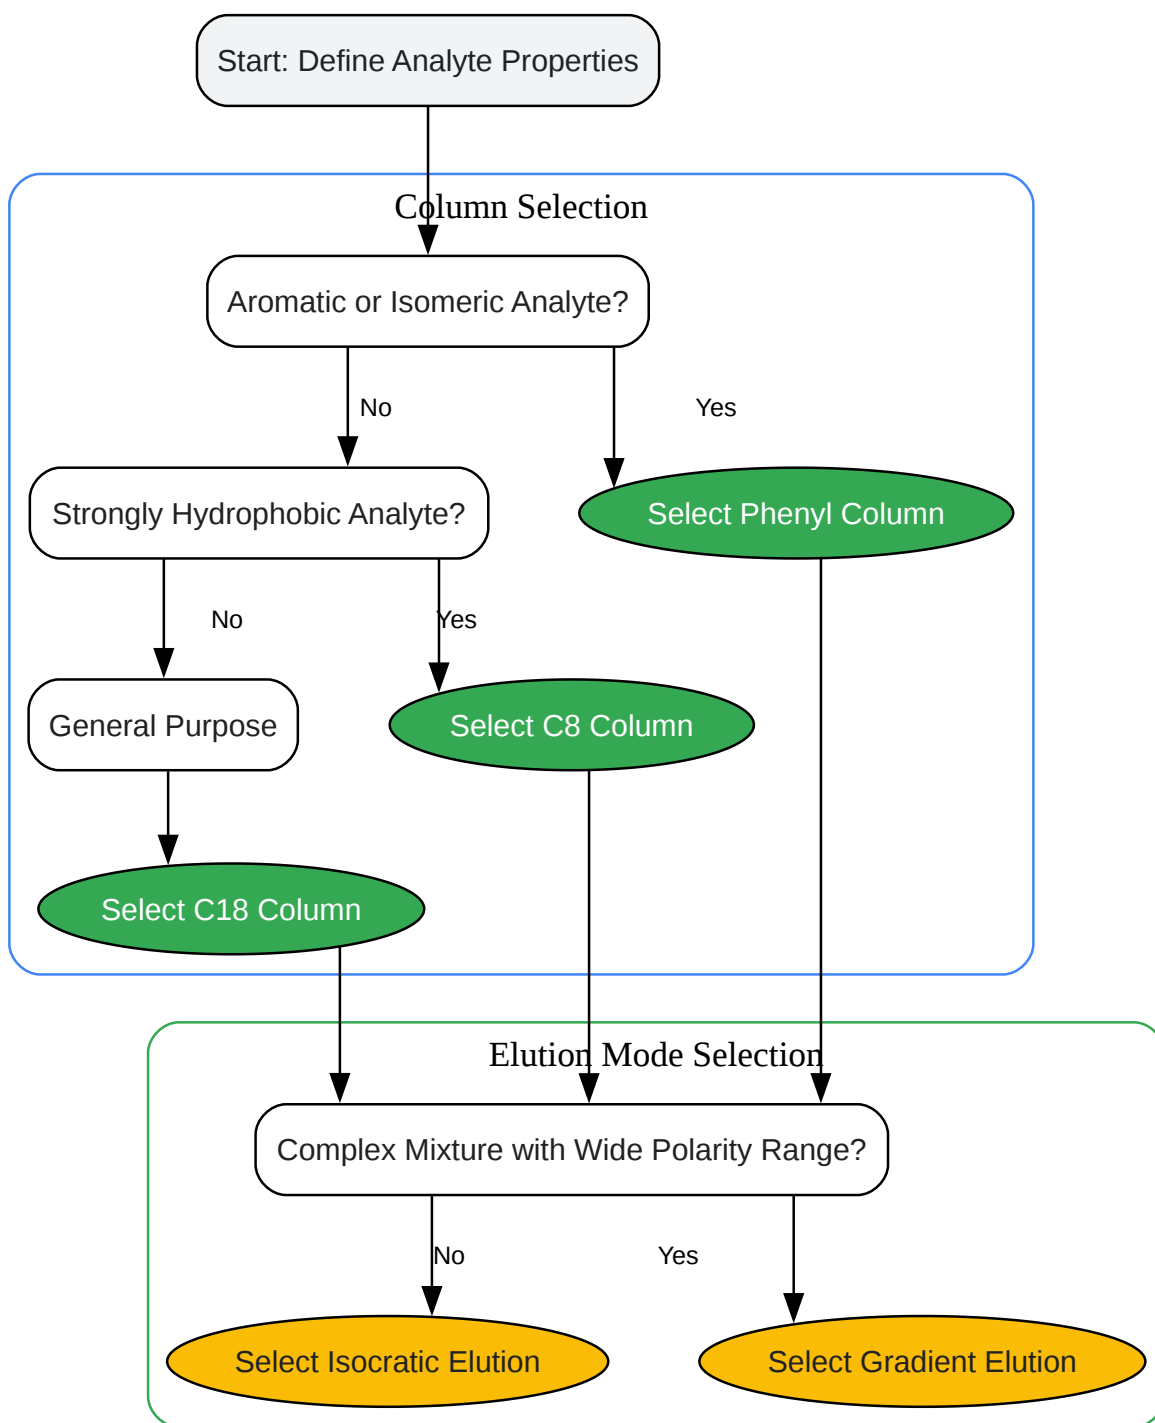 Start: Define Analyte Properties
Column Selection
Aromatic or Isomeric Analyte?
No
Yes
Strongly Hydrophobic Analyte?
Select Phenyl Column
No
Yes
General Purpose
Select C8 Column
Select C18 Column
Elution Mode Selection
Complex Mixture with Wide Polarity Range?
No
Yes
Select Isocratic Elution
Select Gradient Elution